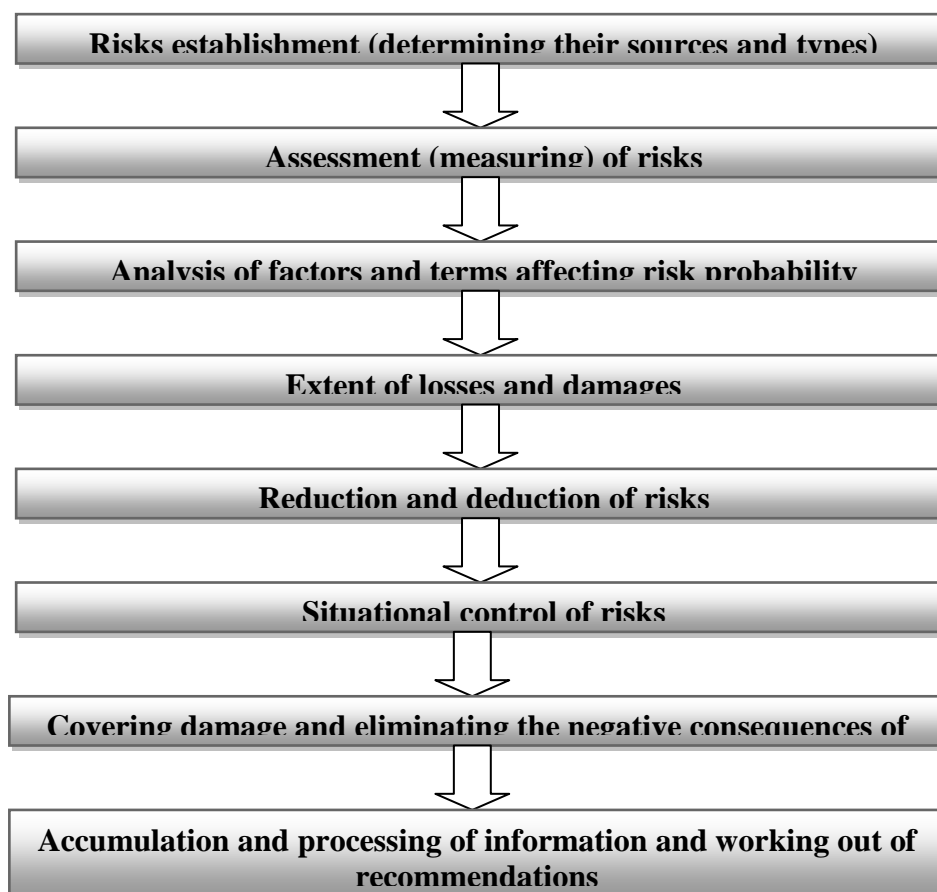 Risks establishment (determining their sources and types)
Assessment (measuring) of risks
Analysis of factors and terms affecting risk probability
Extent of losses and damages
Reduction and deduction of risks
Situational control of risks
Covering damage and eliminating the negative consequences of
Accumulation and processing of information and working out of
recommendations